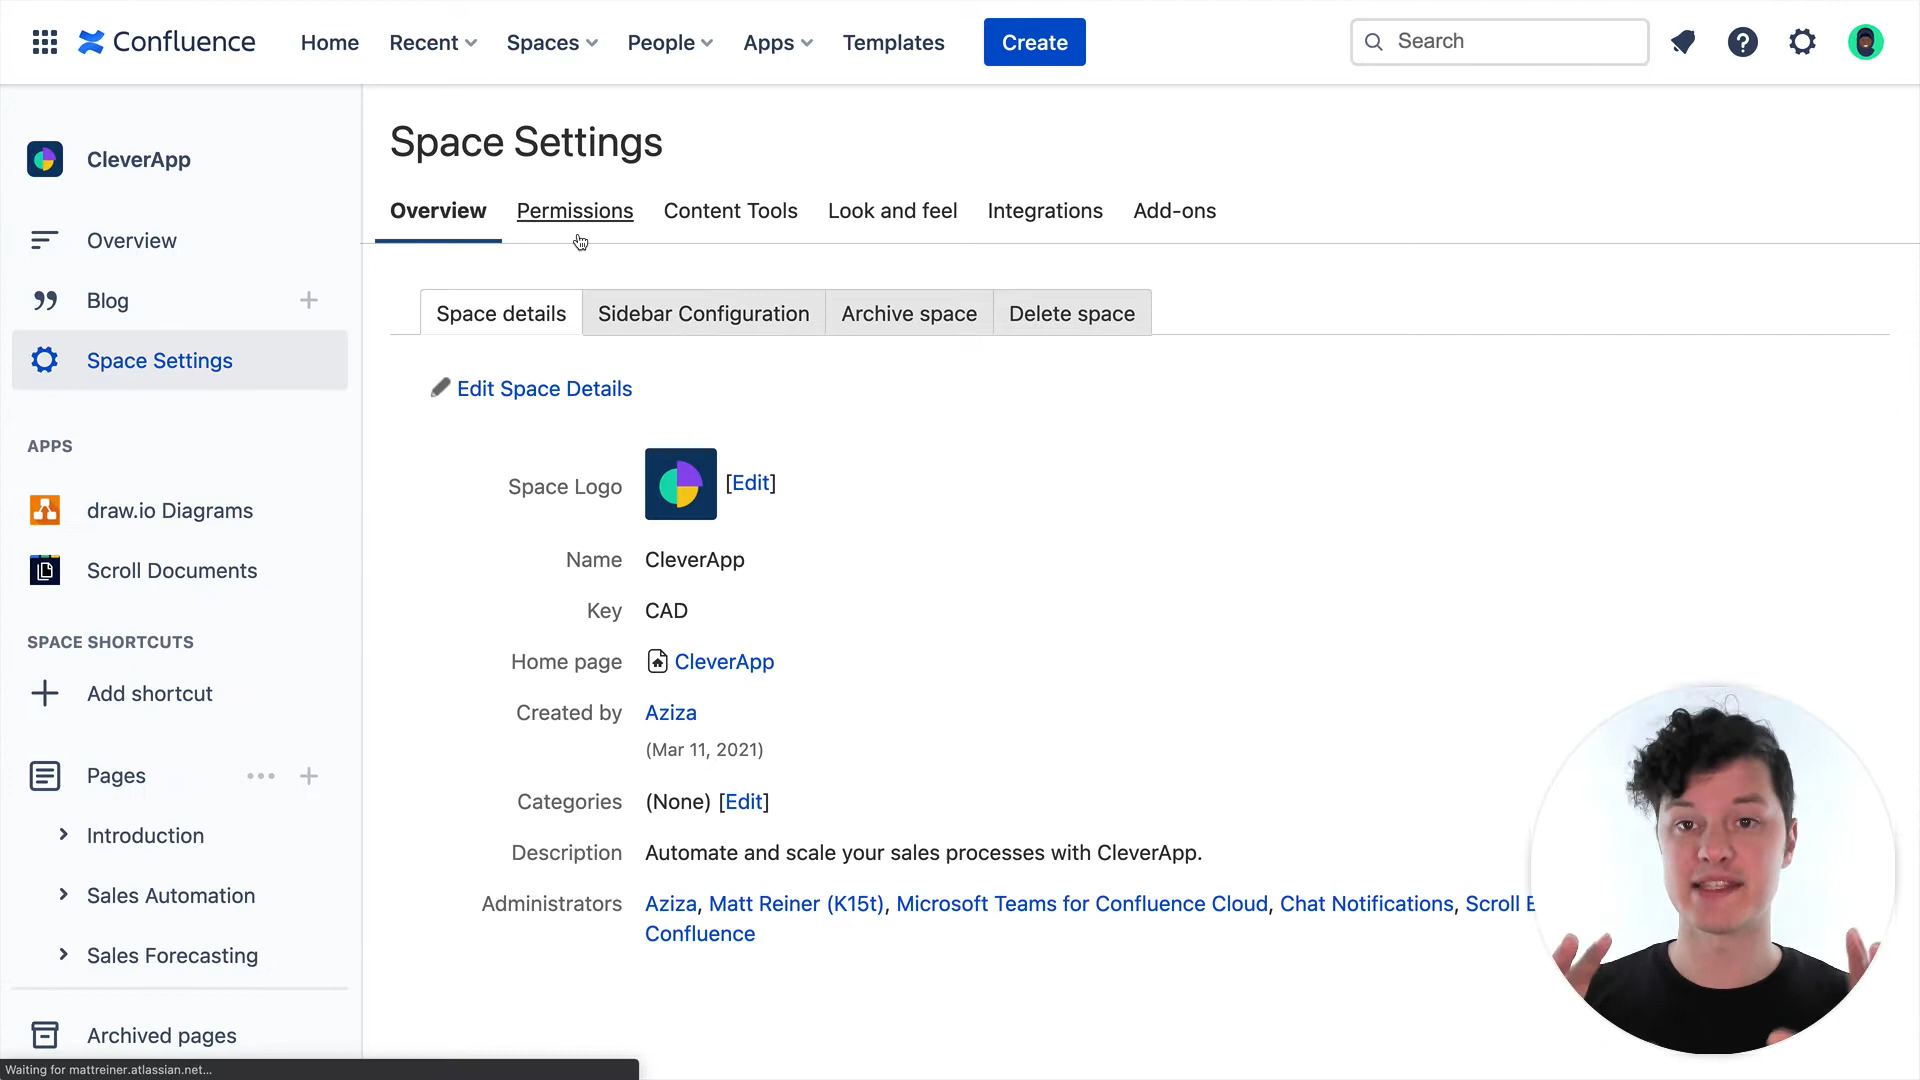 Confluence
Home
Recent
Spaces
People
Apps
Templates
Create
Search
CleverApp
Overview
Blog
Space Settings
APPS
draw.io Diagrams
Scroll Documents
SPACE SHORTCUTS
Add shortcut
Pages
Introduction
Sales Automation
Sales Forecasting
Archived pages
Waiting for mattreiner.atlassian.net...
Space Settings
Overview
Permissions
Content Tools
Look and feel
Integrations
Add-ons
Space details
Sidebar Configuration
Archive space
Delete space
Edit Space Details
Space Logo [Edit]
Name CleverApp
Key CAD
Home page CleverApp
Created by Aziza
(Mar 11, 2021)
Categories (None) [Edit]
Description Automate and scale your sales processes with CleverApp.
Administrators Aziza, Matt Reiner (K15t), Microsoft Teams for Confluence Cloud, Chat Notifications, Scroll
Confluence